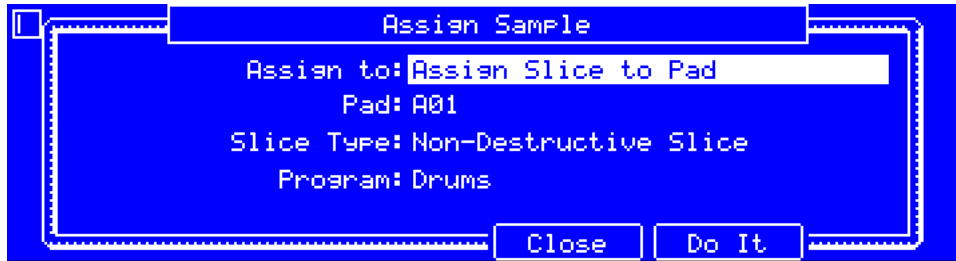 Assign Sample
Assign to:Assign Slice to Pad
Pad:A01
Slice Type:Non-Destructive Slice
Program:Drums
Close Do It